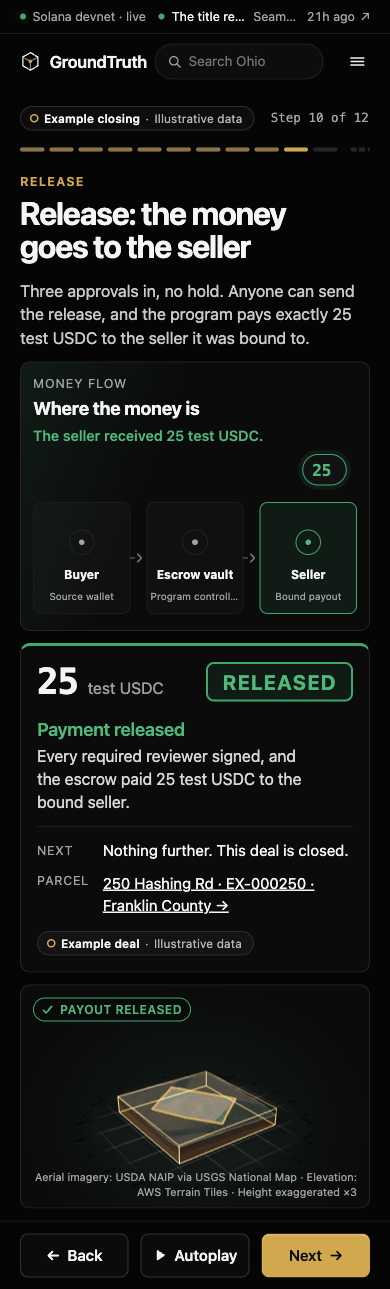 Solana devnet · live The title re... Seam... 21h ago ↗
GroundTruth Search Ohio
Example closing · Illustrative data Step 10 of 12
RELEASE
Release: the money
goes to the seller
Three approvals in, no hold. Anyone can send
the release, and the program pays exactly 25
test USDC to the seller it was bound to.
MONEY FLOW
Where the money is
The seller received 25 test USDC.
25
Buyer Escrow vault Seller
Source wallet Program controll... Bound payout
25 test USDC RELEASED
Payment released
Every required reviewer signed, and
the escrow paid 25 test USDC to the
bound seller.
NEXT Nothing further. This deal is closed.
PARCEL 250 Hashing Rd · EX-000250 ·
Franklin County →
Example deal · Illustrative data
✓ PAYOUT RELEASED
Aerial imagery: USDA NAIP via USGS National Map · Elevation:
AWS Terrain Tiles · Height exaggerated ×3
← Back Autoplay Next →